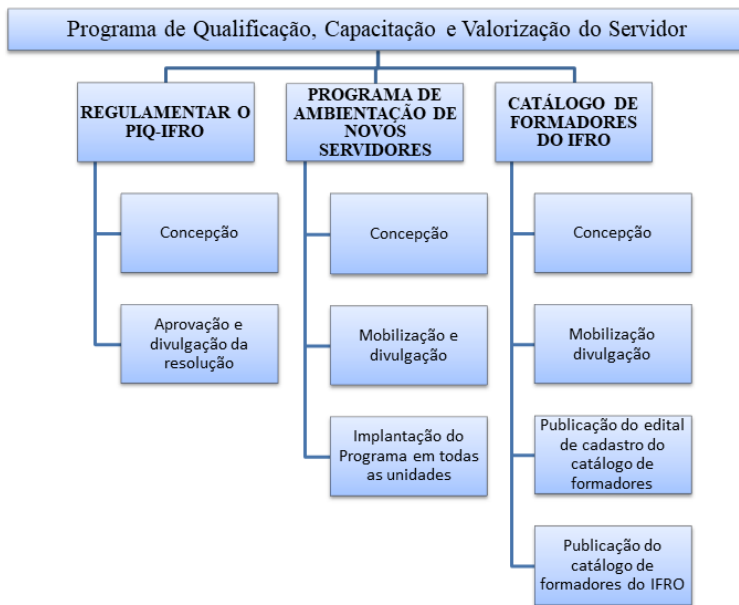 Programa de Qualificação, Capacitação e Valorização do Servidor
REGULAMENTAR O
PIQ-IFRO
Concepção
Aprovação e
divulgação da
resolução
PROGRAMA DE
AMBIENTAÇÃO DE
NOVOS
SERVIDORES
Concepção
Mobilização e
divulgação
Implantação do
Programa em todas
as unidades
CATÁLOGO DE
FORMADORES
DO IFRO
Concepção
Mobilização
divulgação
Publicação do edital
de cadastro do
catálogo de
formadores
Publicação do
catálogo de
formadores do IFRO